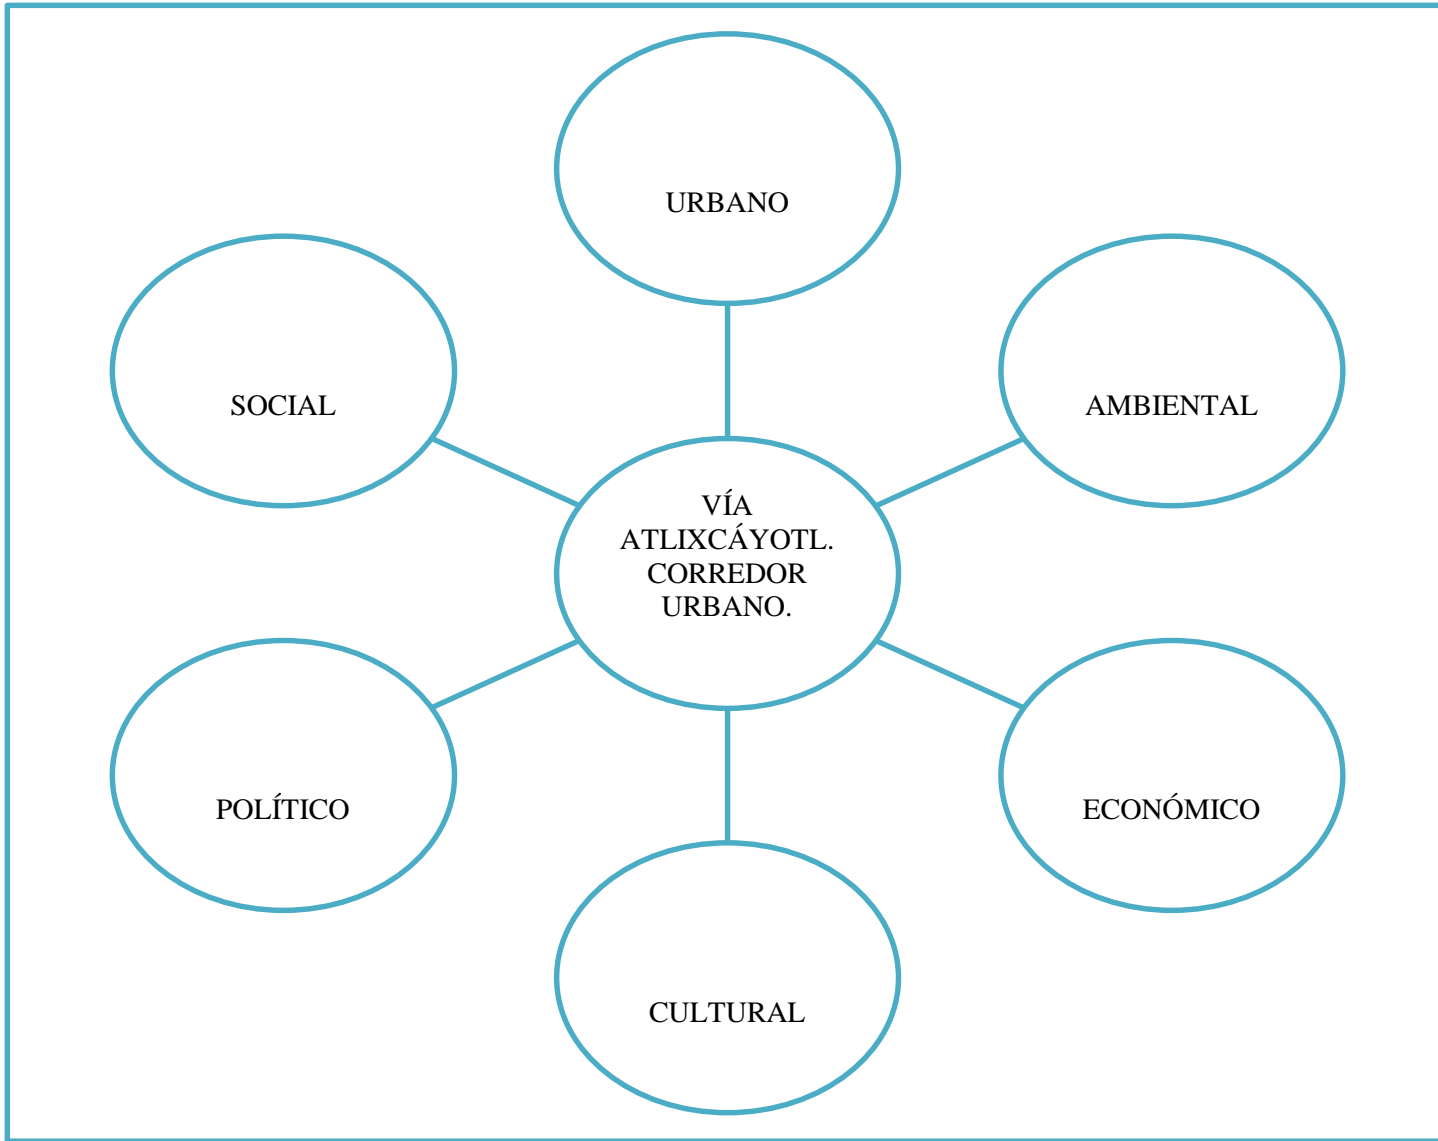 URBANO
SOCIAL
AMBIENTAL
VÍA
ATLIXCÁYOTL.
CORREDOR
URBANO.
POLÍTICO
ECONÓMICO
CULTURAL